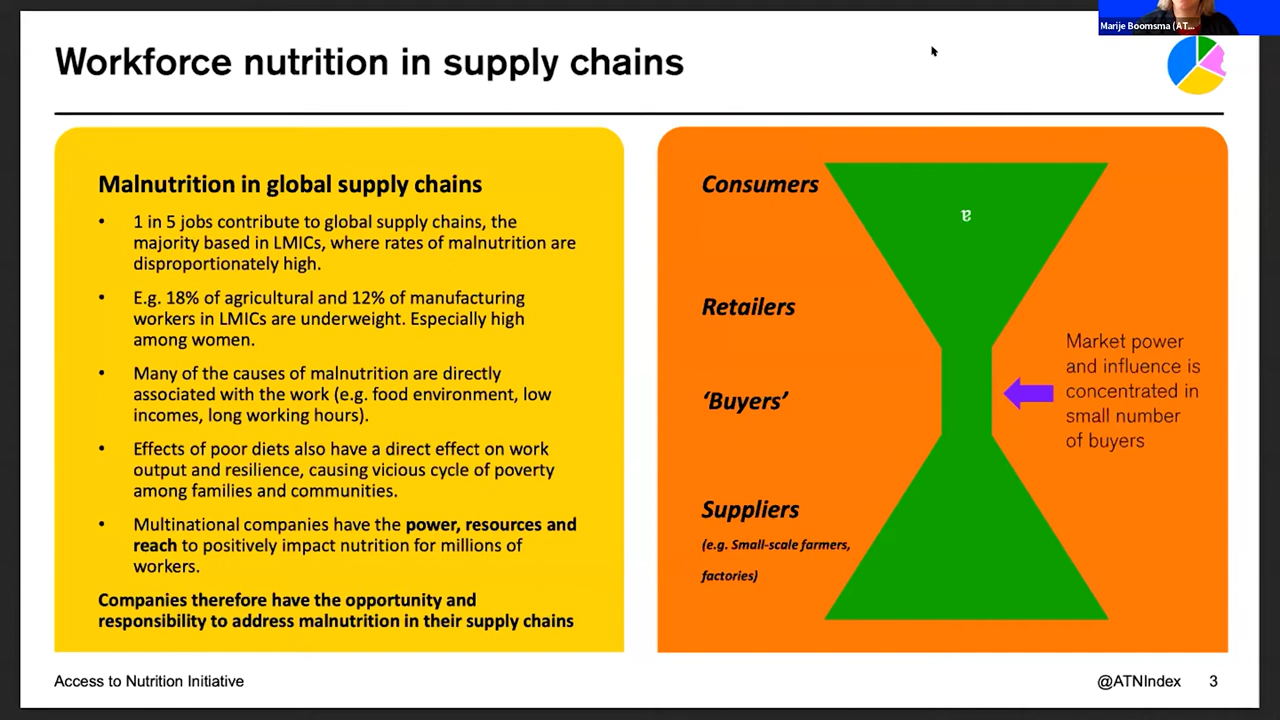 Marije Boomsma (AT...
Workforce nutrition in supply chains
Malnutrition in global supply chains
• 1 in 5 jobs contribute to global supply chains, the
majority based in LMICs, where rates of malnutrition are
disproportionately high.
• E.g. 18% of agricultural and 12% of manufacturing
workers in LMICs are underweight. Especially high
among women.
• Many of the causes of malnutrition are directly
associated with the work (e.g. food environment, low
incomes, long working hours).
• Effects of poor diets also have a direct effect on work
output and resilience, causing vicious cycle of poverty
among families and communities.
• Multinational companies have the power, resources and
reach to positively impact nutrition for millions of
workers.
Companies therefore have the opportunity and
responsibility to address malnutrition in their supply chains
Consumers
a
Retailers
‘Buyers’
Suppliers
(e.g. Small-scale farmers,
factories)
Market power
and influence is
concentrated in
small number
of buyers
Access to Nutrition Initiative
@ATNIndex 3